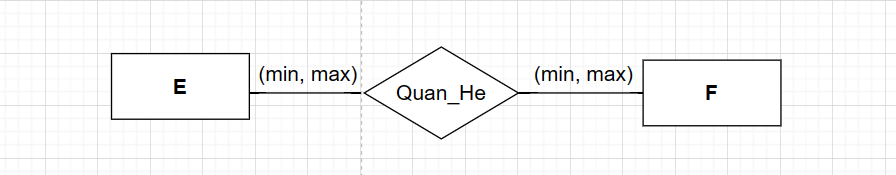 E
(min, max)
Quan_He
(min, max)
F